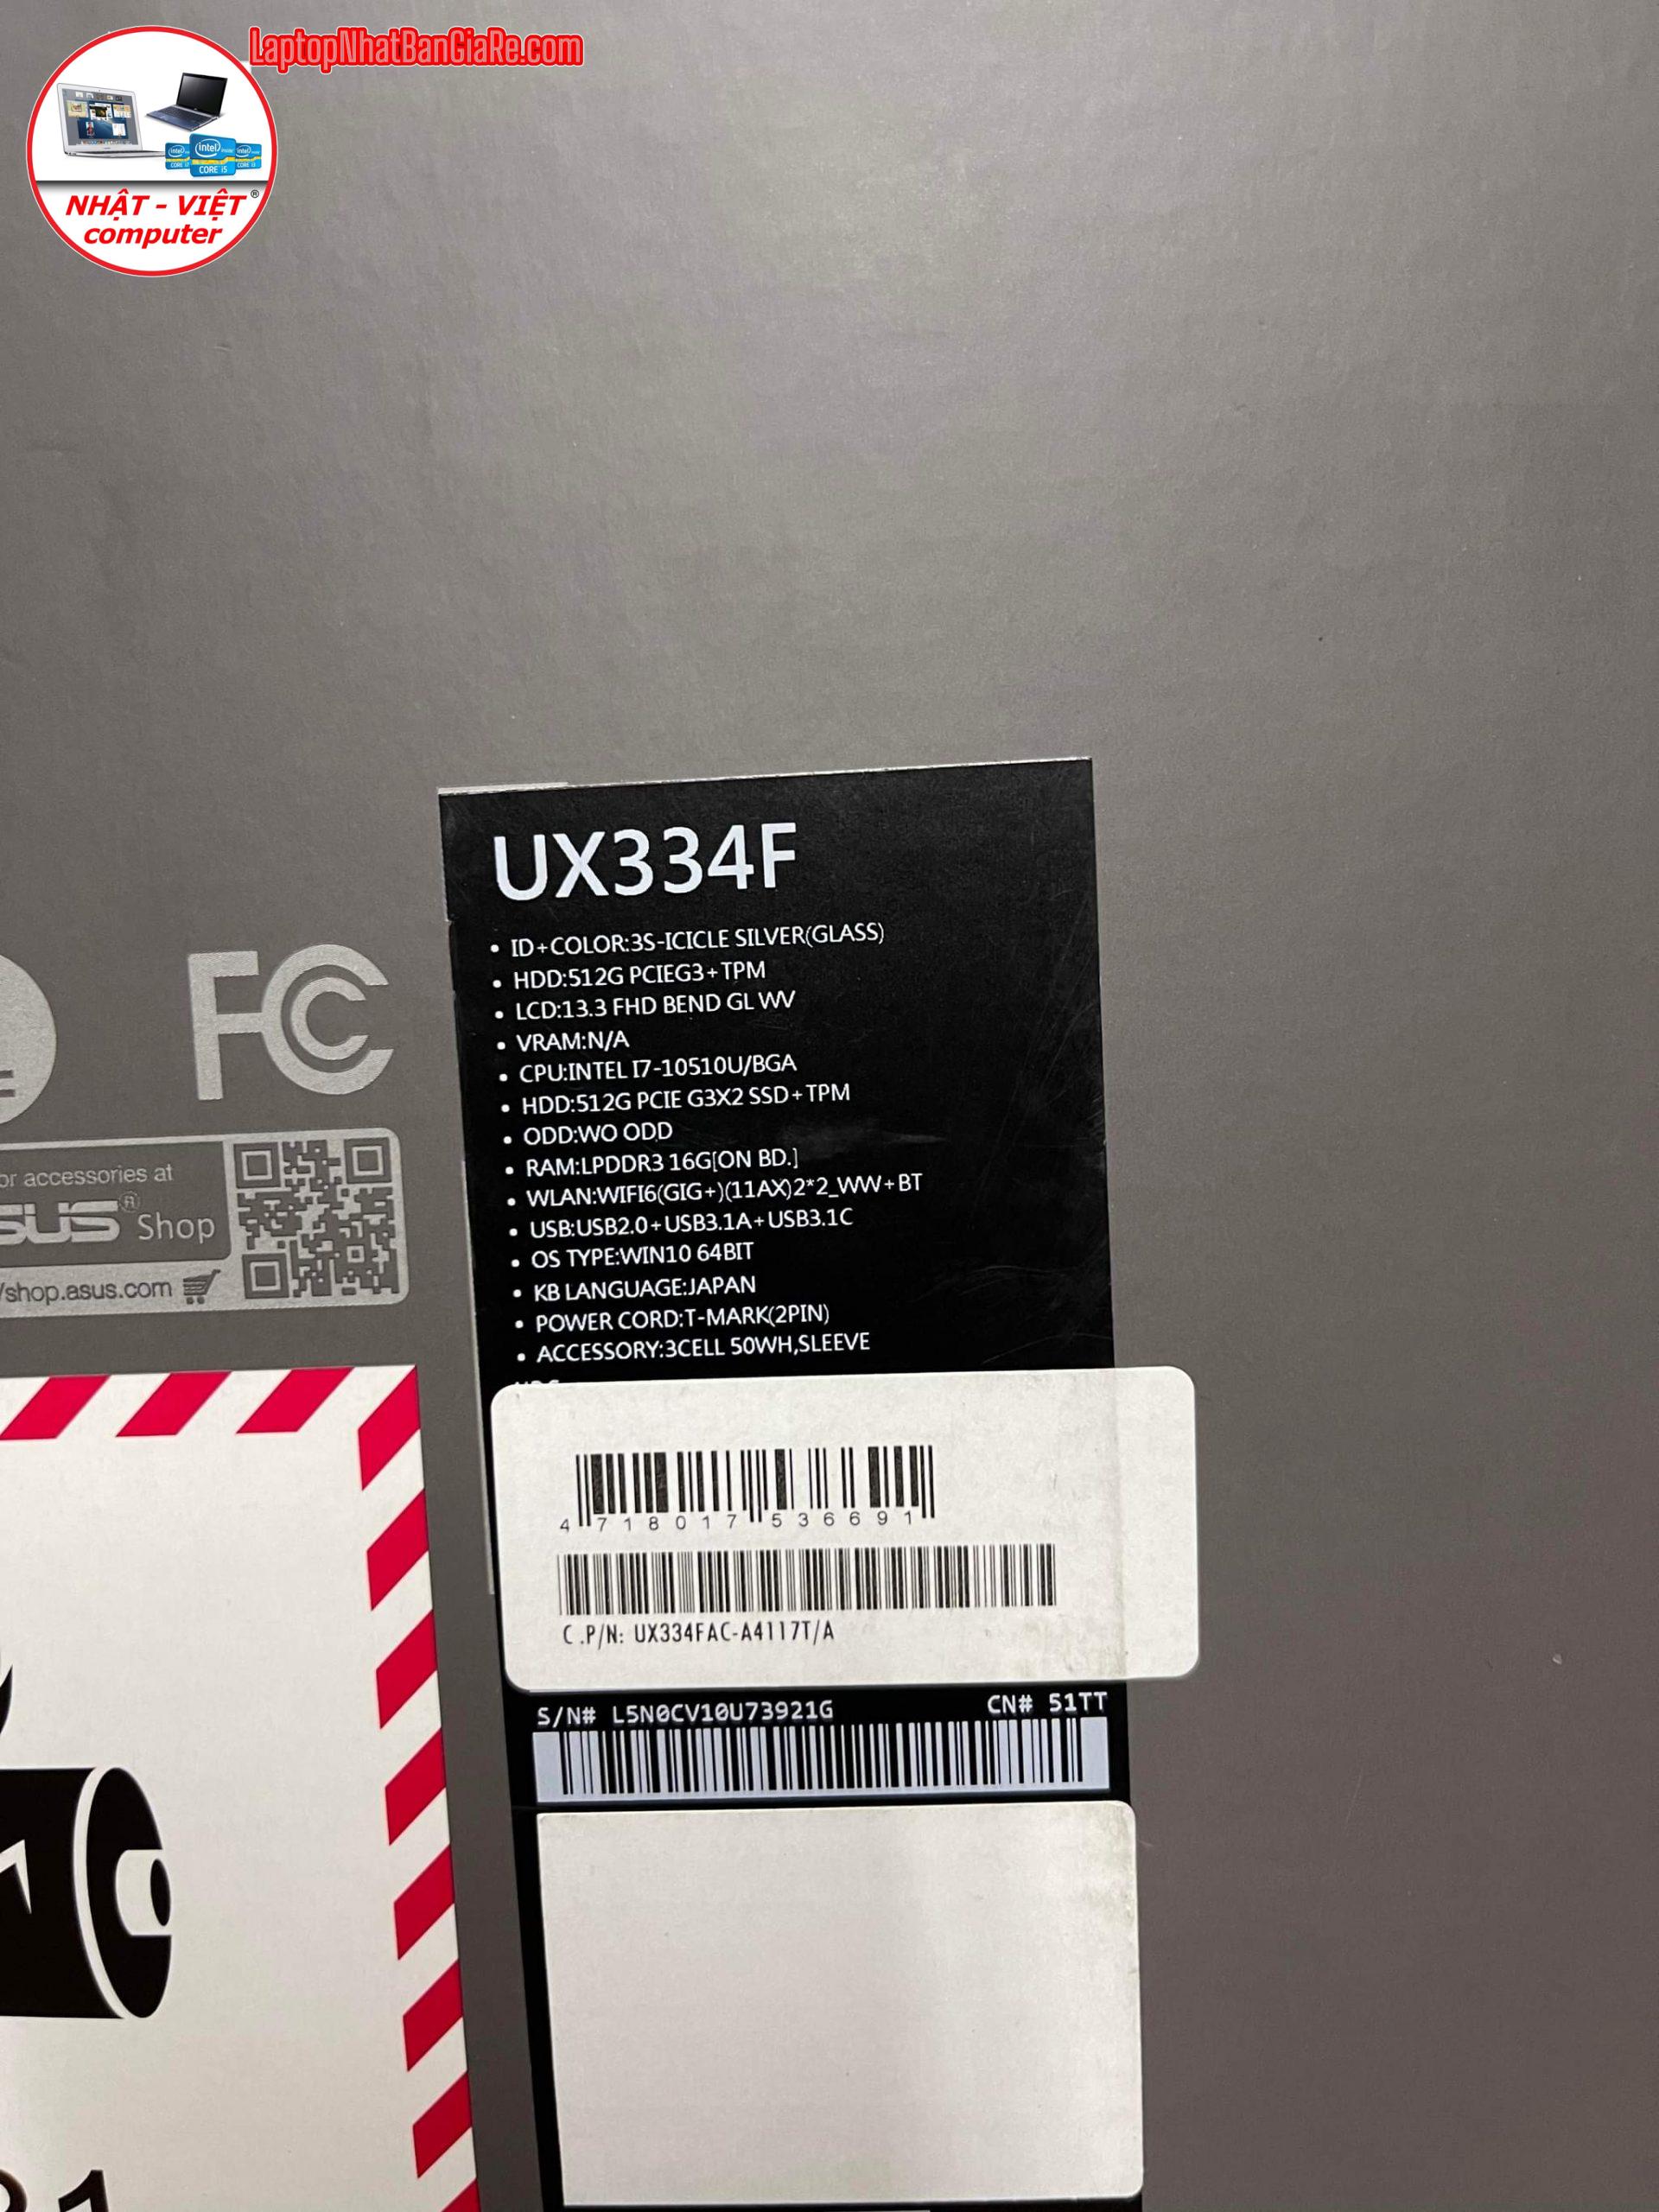 LaptopNhatBanGiaRe.com
intel
CORE i5
NHẬT - VIỆT ®
computer
UX334F
• ID+COLOR:3S-ICICLE SILVER(GLASS)
• HDD:512G PCIEG3+TPM
• LCD:13.3 FHD BEND GL WV
• VRAM:N/A
• CPU:INTEL I7-10510U/BGA
• HDD:512G PCIE G3X2 SSD+TPM
• ODD:WO ODD
• RAM:LPDDR3 16G[ON BD.]
• WLAN:WIFI6(GIG+)(11AX)2*2_WW+BT
• USB:USB2.0+USB3.1A+USB3.1C
• OS TYPE:WIN10 64BIT
• KB LANGUAGE:JAPAN
• POWER CORD:T-MARK(2PIN)
• ACCESSORY:3CELL 50WH,SLEEVE
FC
accessories at
Shop
/shop.asus.com
4 718017 536691
C.P/N: UX334FAC-A4117T/A
S/N# L5N0CV10U73921G CN# 51TT